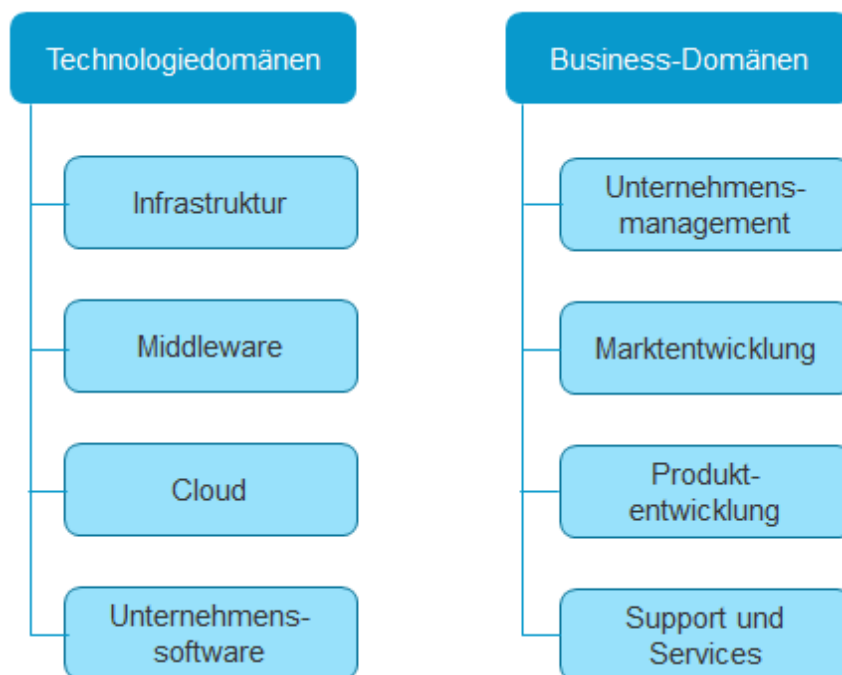 Technologiedomänen
Infrastruktur
Middleware
Cloud
Unternehmens-
software
Business-Domänen
Unternehmens-
management
Marktentwicklung
Produkt-
entwicklung
Support und
Services